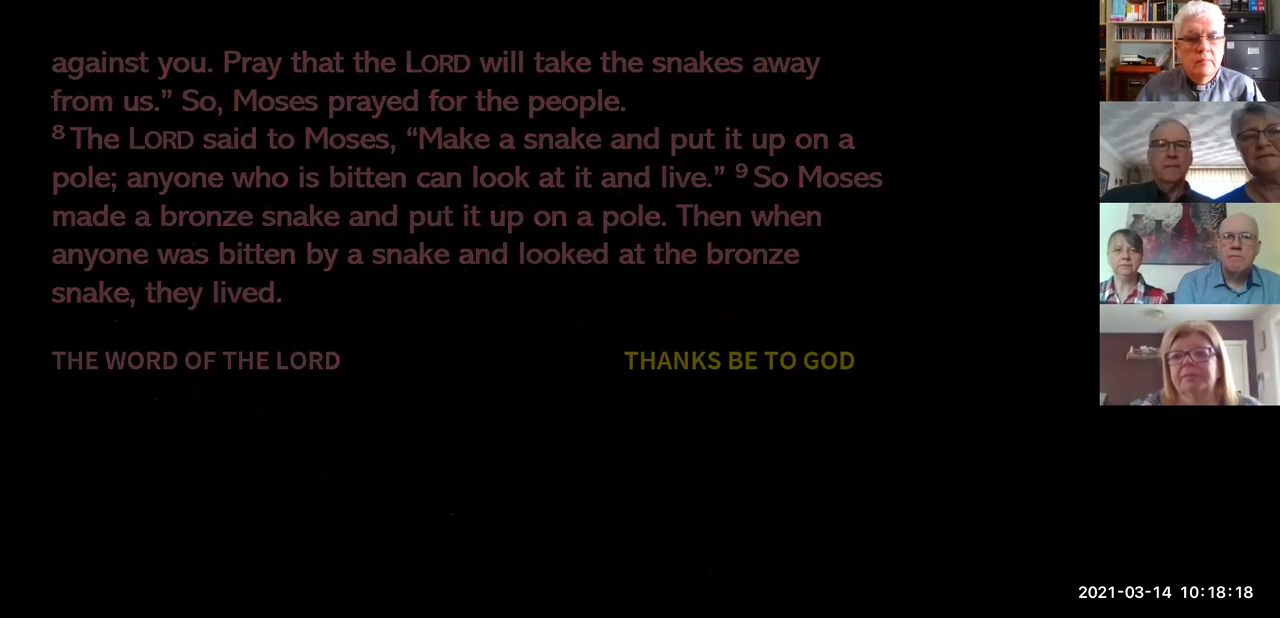 against you. Pray that the LORD will take the snakes away
from us.” So, Moses prayed for the people.
⁸ The LORD said to Moses, “Make a snake and put it up on a
pole; anyone who is bitten can look at it and live.” ⁹ So Moses
made a bronze snake and put it up on a pole. Then when
anyone was bitten by a snake and looked at the bronze
snake, they lived.
THE WORD OF THE LORD THANKS BE TO GOD
2021-03-14 10:18:18